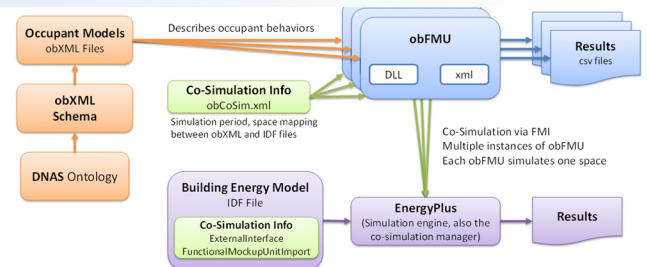 Occupant Models
obXML Files
Describes occupant behaviors
obFMU
DLL
xml
Results
csv files
obXML
Schema
Co-Simulation Info
obCoSim.xml
Simulation period, space mapping
between obXML and IDF files
Co-Simulation via FMI
Multiple instances of obFMU
Each obFMU simulates one space
DNAS Ontology
Building Energy Model
IDF File
Co-Simulation Info
ExternalInterface
FunctionalMockupUnitImport
EnergyPlus
(Simulation engine, also the
co-simulation manager)
Results